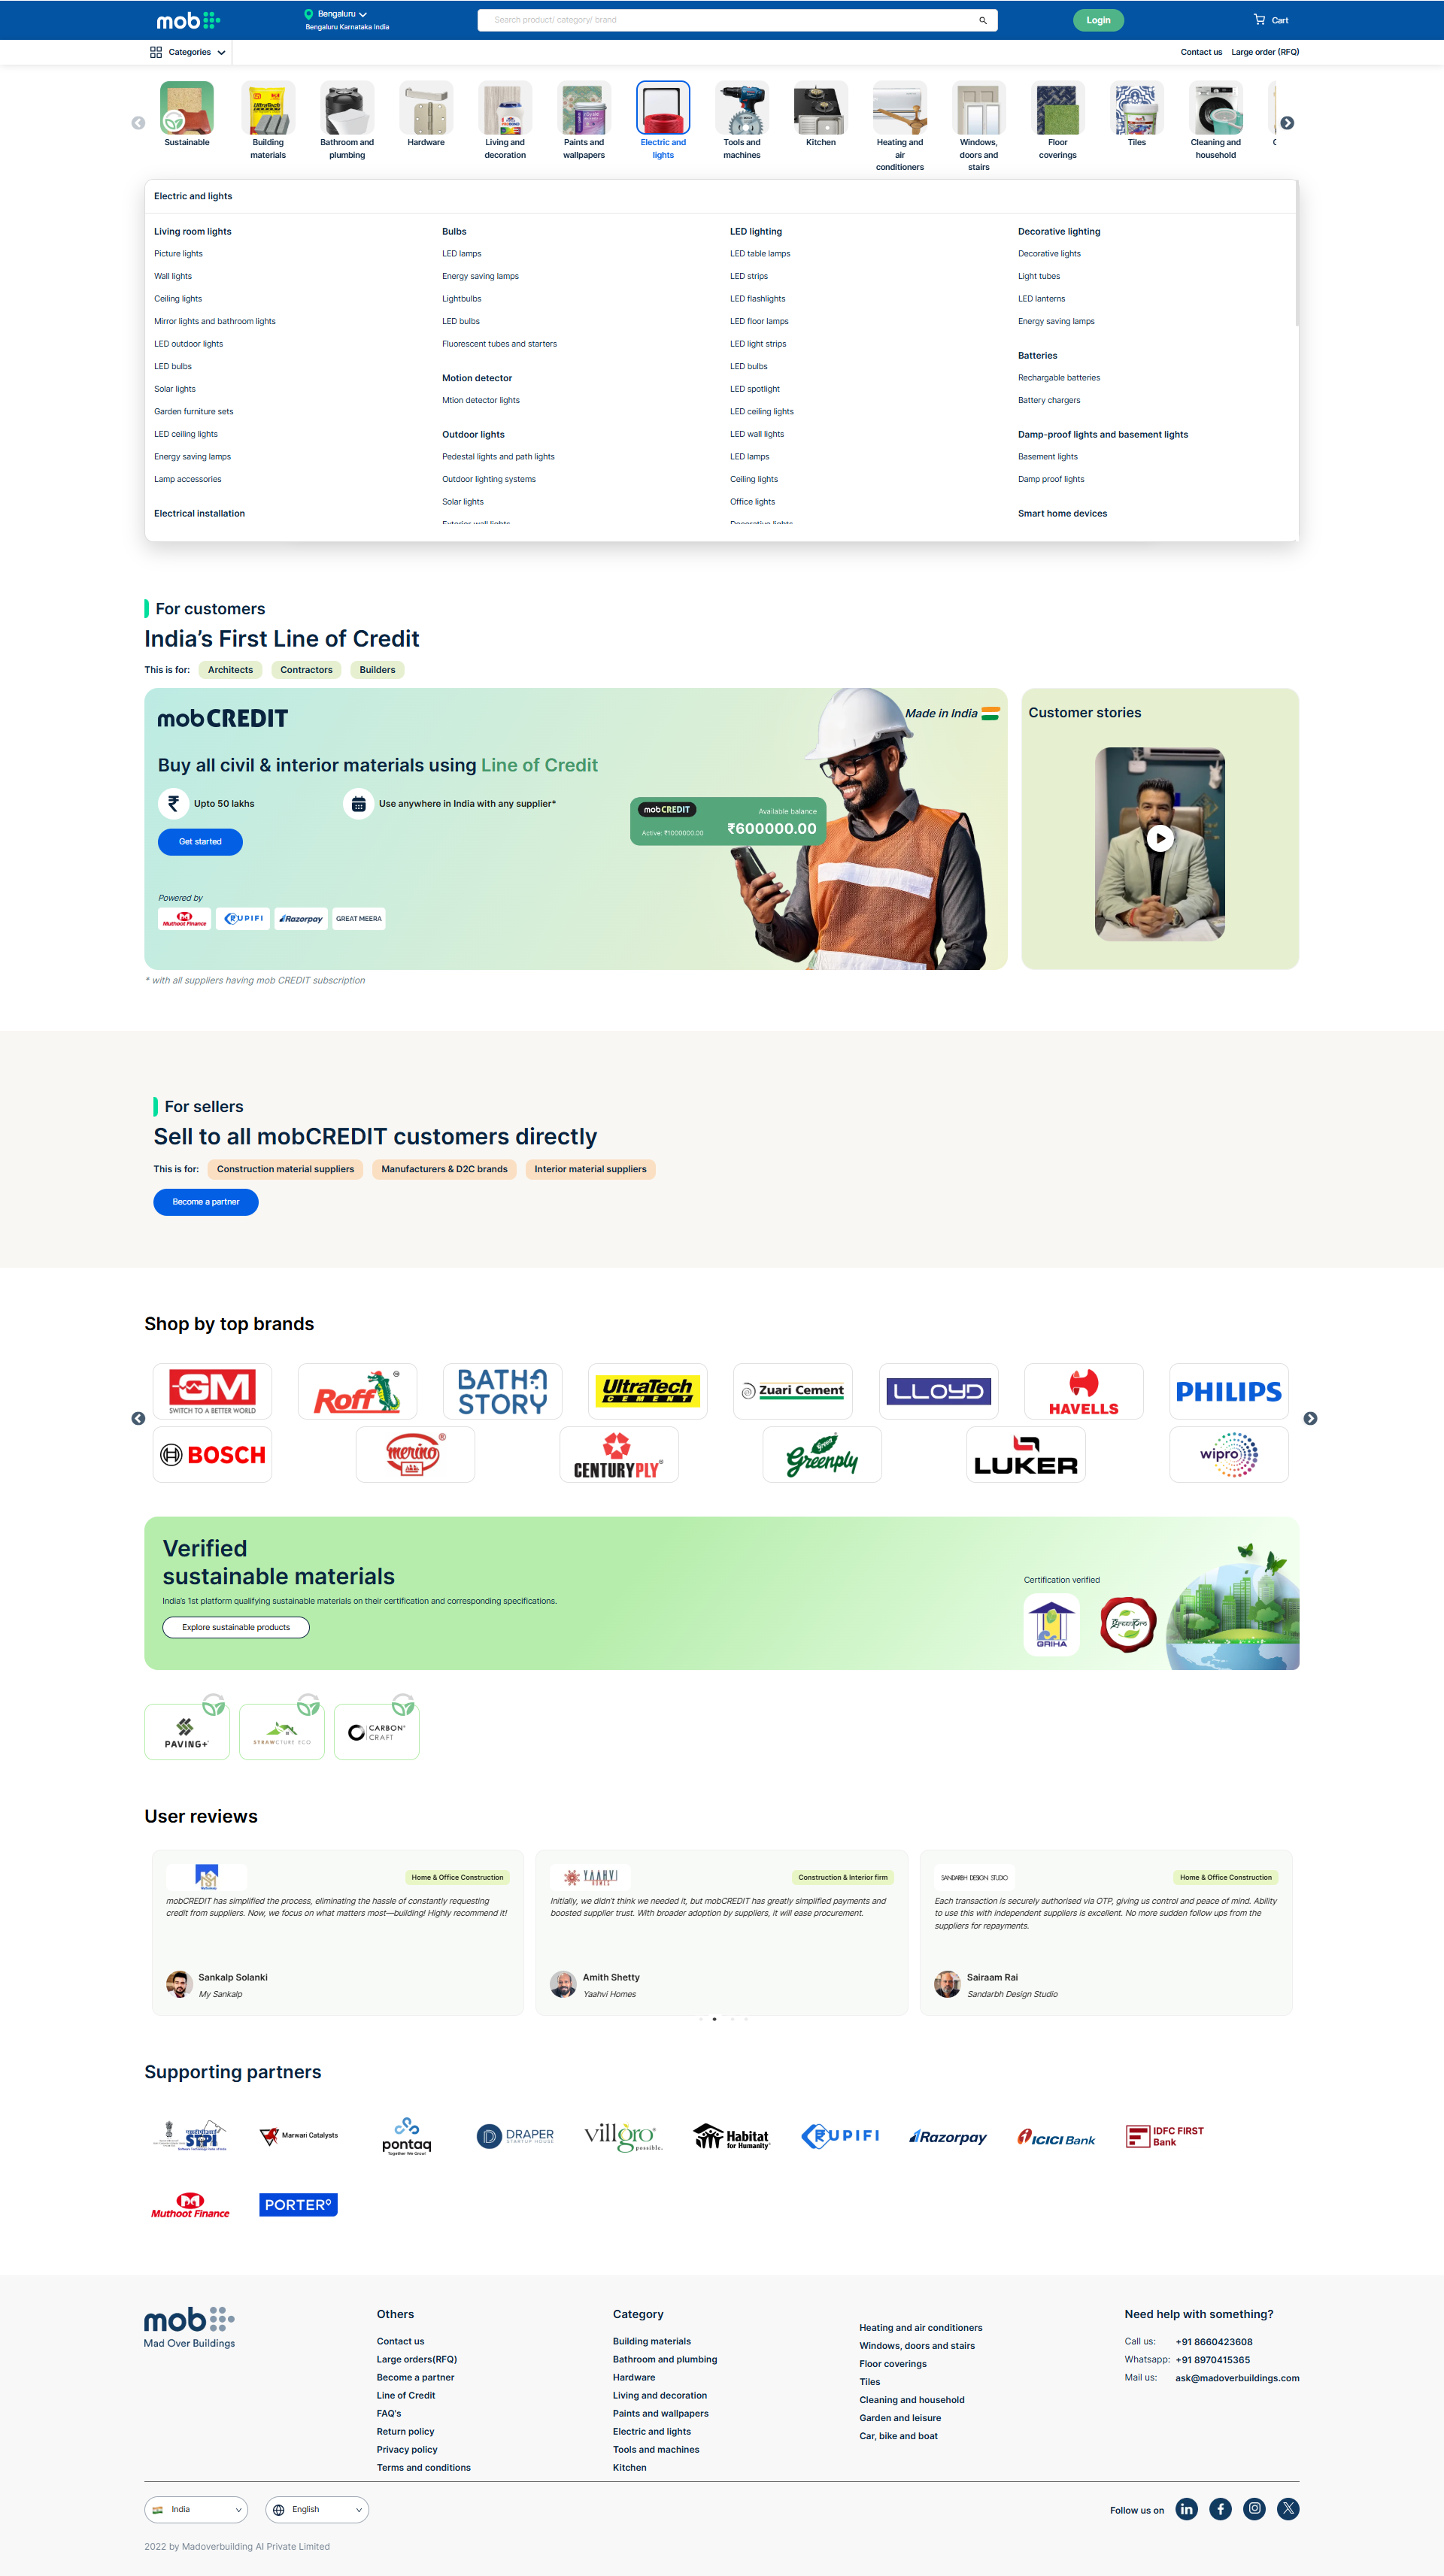 mob
Bengaluru
Bengaluru Karnataka India
Search product/ category/ brand
Login
Cart
Categories
Contact us
Large order (RFQ)
Sustainable
Building materials
Bathroom and plumbing
Hardware
Living and decoration
Paints and wallpapers
Electric and lights
Tools and machines
Kitchen
Heating and air conditioners
Windows, doors and stairs
Floor coverings
Tiles
Cleaning and household
Electric and lights
Living room lights
Picture lights
Wall lights
Ceiling lights
Mirror lights and bathroom lights
LED outdoor lights
LED bulbs
Solar lights
Garden furniture sets
LED ceiling lights
Energy saving lamps
Lamp accessories
Electrical installation
Bulbs
LED lamps
Energy saving lamps
Lightbulbs
LED bulbs
Fluorescent tubes and starters
Motion detector
Mtion detector lights
Outdoor lights
Pedestal lights and path lights
Outdoor lighting systems
Solar lights
Exterior wall lights
LED lighting
LED table lamps
LED strips
LED flashlights
LED floor lamps
LED light strips
LED bulbs
LED spotlight
LED ceiling lights
LED wall lights
LED lamps
Ceiling lights
Office lights
Decorative lights
Decorative lighting
Decorative lights
Light tubes
LED lanterns
Energy saving lamps
Batteries
Rechargable batteries
Battery chargers
Damp-proof lights and basement lights
Basement lights
Damp proof lights
Smart home devices
For customers
India's First Line of Credit
This is for:
Architects
Contractors
Builders
mobCREDIT
Made in India
Buy all civil & interior materials using Line of Credit
₹ Upto 50 lakhs
Use anywhere in India with any supplier*
Get started
mobCREDIT
Available balance
Active: ₹1000000.00
₹600000.00
Powered by
Muthoot Finance
RUPIFI
Razorpay
GREAT MEERA
* with all suppliers having mob CREDIT subscription
Customer stories
For sellers
Sell to all mobCREDIT customers directly
This is for:
Construction material suppliers
Manufacturers & D2C brands
Interior material suppliers
Become a partner
Shop by top brands
GM
SWITCH TO A BETTER WORLD
Roff
BATH STORY
UltraTech
CEMENT
Zuari Cement
LLOYD
HAVELLS
PHILIPS
BOSCH
merino
CENTURYPLY®
Greenply
LUKER
wipro
Verified
sustainable materials
India's 1st platform qualifying sustainable materials on their certification and corresponding specifications.
Explore sustainable products
Certification verified
GRIHA
GreenPro
PAVING+
STRAWCTURE ECO
CARBON CRAFT
User reviews
Home & Office Construction
mobCREDIT has simplified the process, eliminating the hassle of constantly requesting
credit from suppliers. Now, we focus on what matters most—building! Highly recommend it!
Sankalp Solanki
My Sankalp
YAAHVI
HOMES
Construction & Interior firm
Initially, we didn't think we needed it, but mobCREDIT has greatly simplified payments and
boosted supplier trust. With broader adoption by suppliers, it will ease procurement.
Amith Shetty
Yaahvi Homes
SANDARBH DESIGN STUDIO
Home & Office Construction
Each transaction is securely authorised via OTP, giving us control and peace of mind. Ability
to use this with independent suppliers is excellent. No more sudden follow ups from the
suppliers for repayments.
Sairaam Rai
Sandarbh Design Studio
Supporting partners
STPI
Marwari Catalysts
pontaq
Together We Great
DRAPER
STARTUP HOUSE
villgro
possible.
Habitat
for Humanity®
RUPIFI
Razorpay
ICICI Bank
IDFC FIRST
Bank
Muthoot Finance
PORTER
mob
Mad Over Buildings
Others
Contact us
Large orders(RFQ)
Become a partner
Line of Credit
FAQ's
Return policy
Privacy policy
Terms and conditions
Category
Building materials
Bathroom and plumbing
Hardware
Living and decoration
Paints and wallpapers
Electric and lights
Tools and machines
Kitchen
Heating and air conditioners
Windows, doors and stairs
Floor coverings
Tiles
Cleaning and household
Garden and leisure
Car, bike and boat
Need help with something?
Call us: +91 8660423608
Whatsapp: +91 8970415365
Mail us: ask@madoverbuildings.com
India
English
Follow us on
2022 by Madoverbuilding AI Private Limited